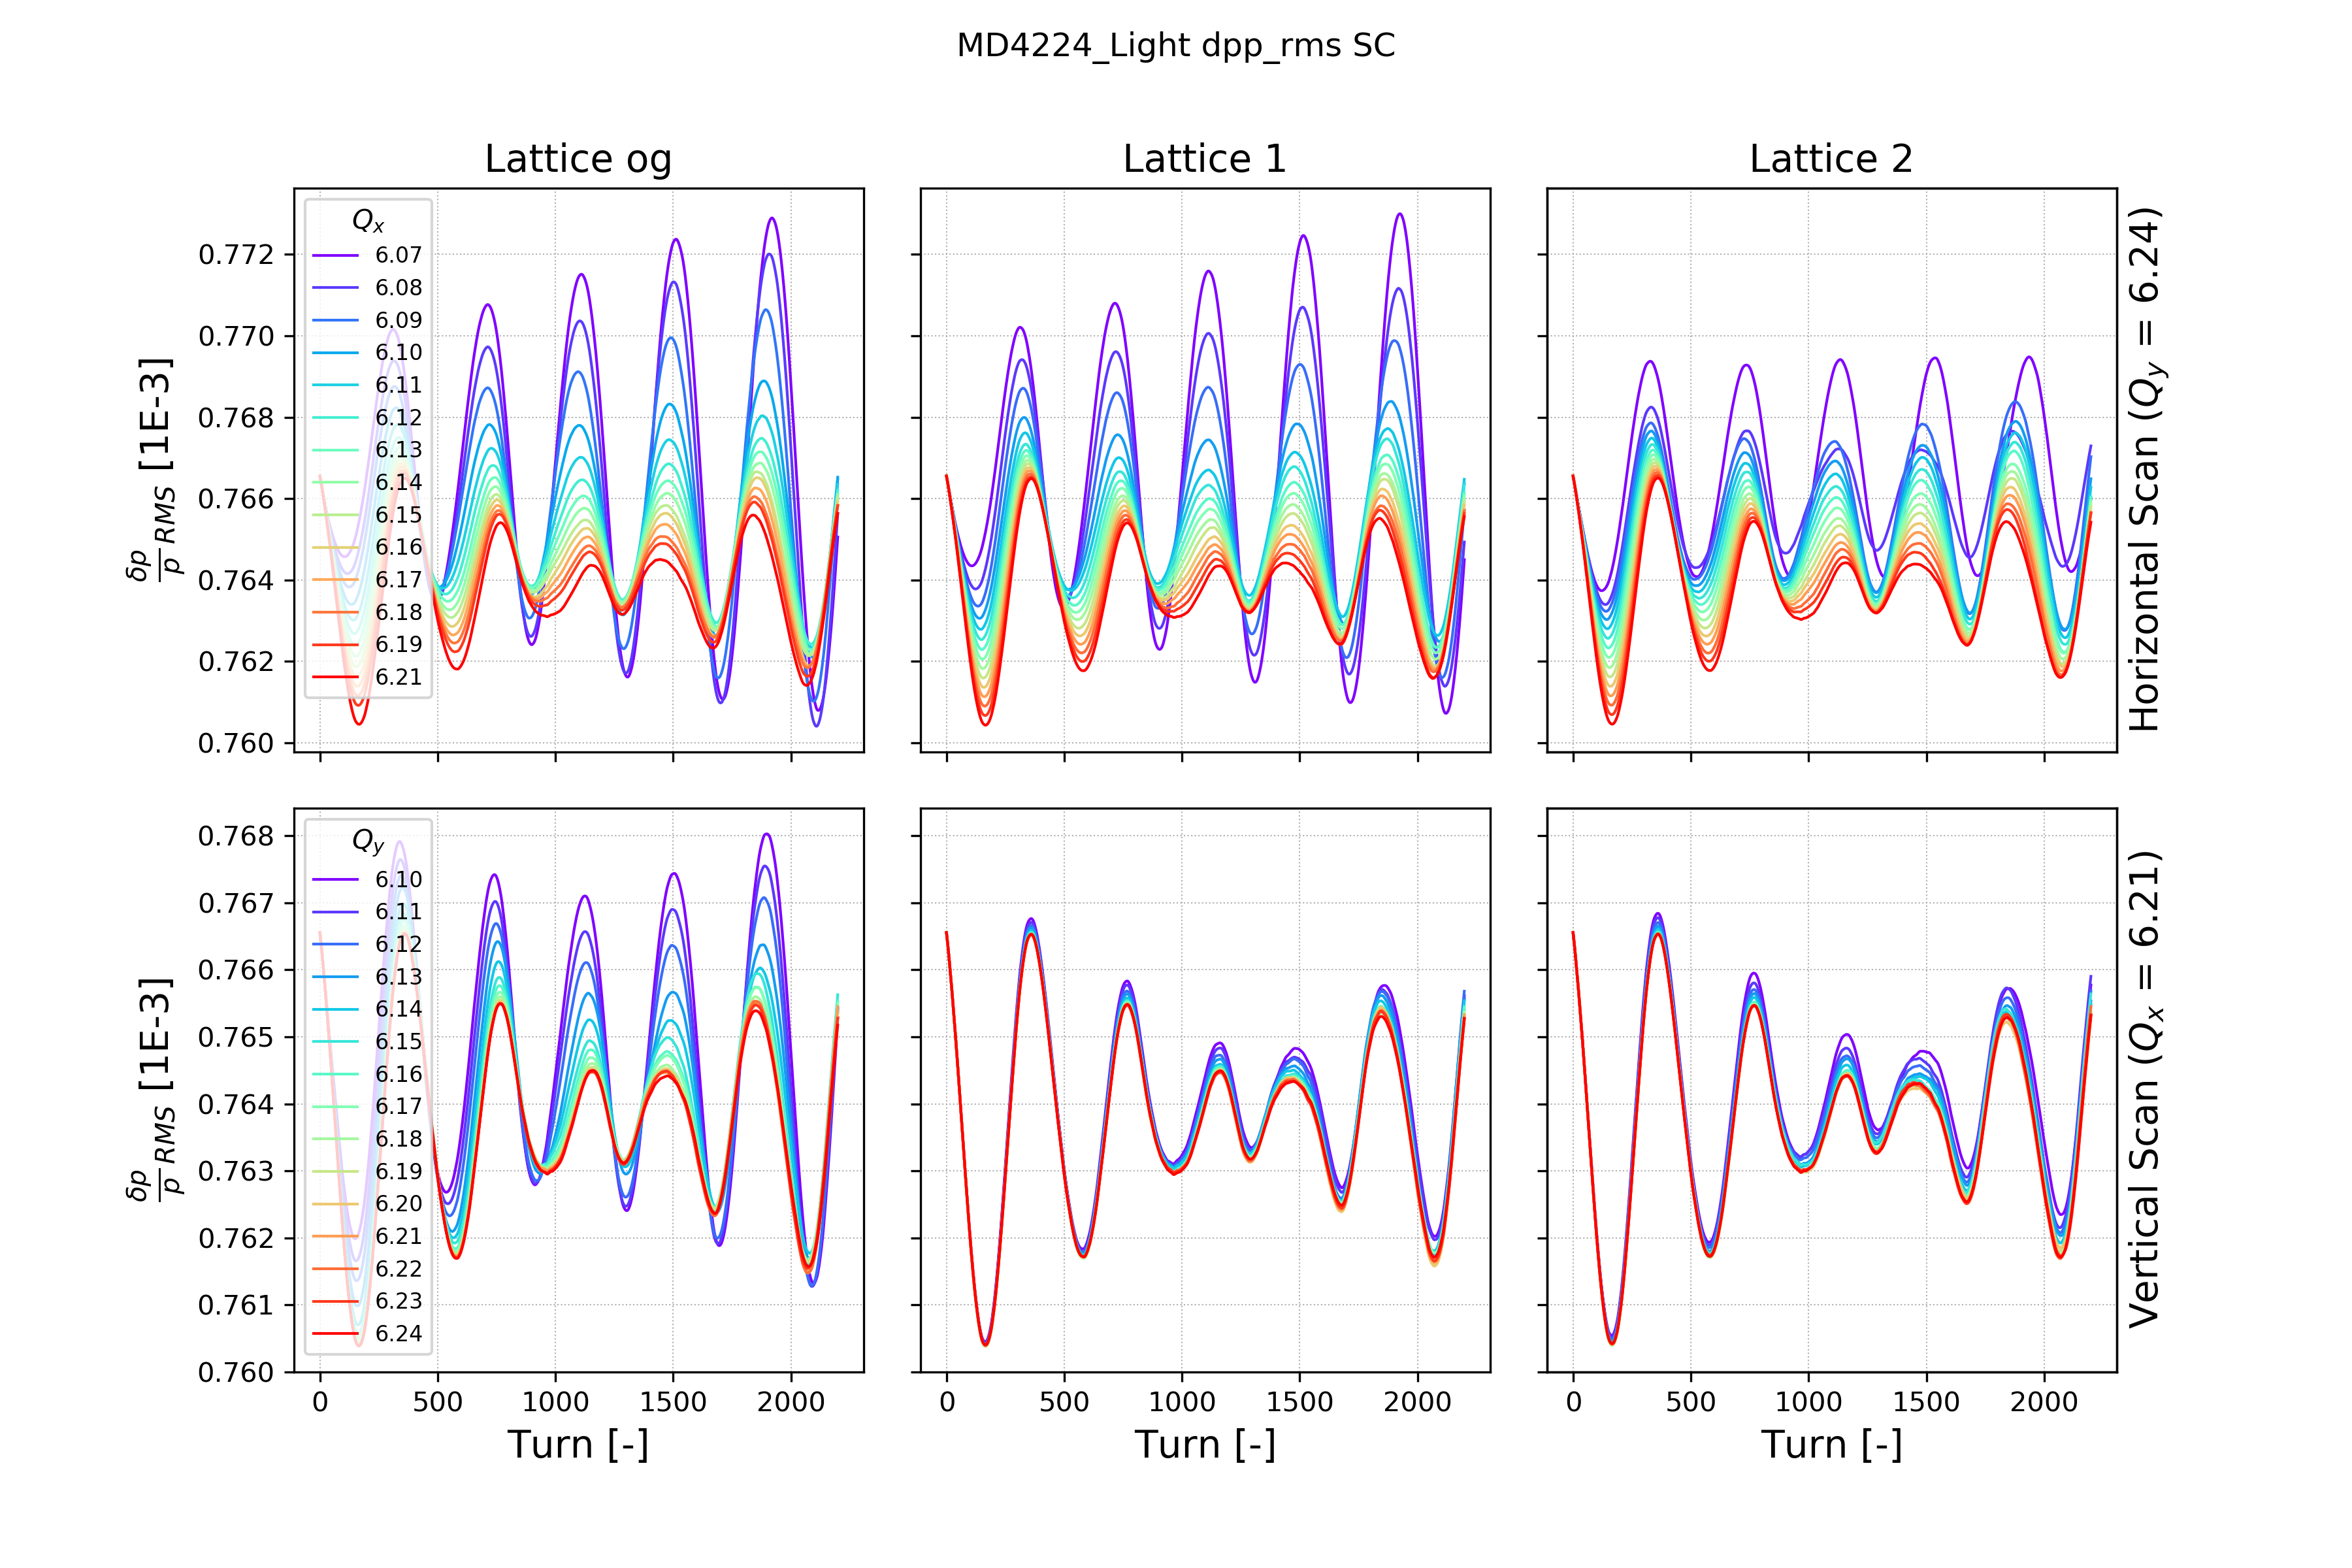 MD4224_Light dpp_rms SC
Lattice og
Lattice 1
Lattice 2
δp/p RMS [1E-3]
0.772
0.770
0.768
0.766
0.764
0.762
0.760
Qx
6.07
6.08
6.09
6.10
6.11
6.12
6.13
6.14
6.15
6.16
6.17
6.18
6.19
6.21
Horizontal Scan (Qy = 6.24)
δp/p RMS [1E-3]
0.768
0.767
0.766
0.765
0.764
0.763
0.762
0.761
0.760
Qy
6.10
6.11
6.12
6.13
6.14
6.15
6.16
6.17
6.18
6.19
6.20
6.21
6.22
6.23
6.24
Vertical Scan (Qx = 6.21)
0 500 1000 1500 2000
0 500 1000 1500 2000
0 500 1000 1500 2000
Turn [-]
Turn [-]
Turn [-]